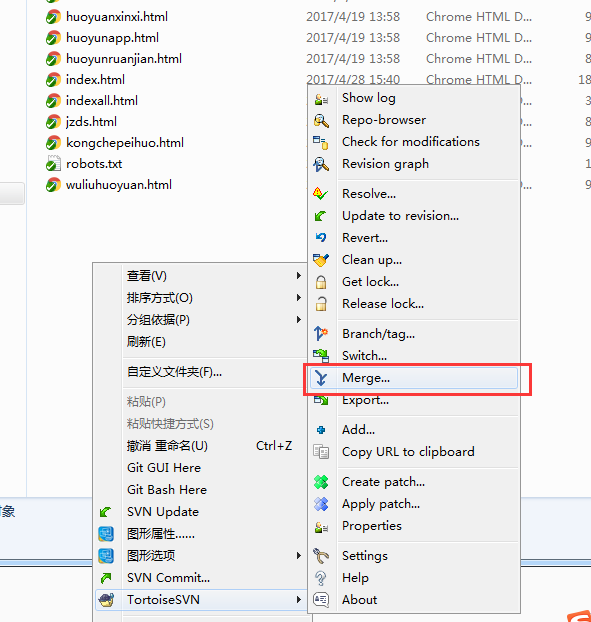 huoyuanxinxi.html 2017/4/19 13:58 Chrome HTML D... 9
huoyunapp.html 2017/4/19 13:58 Chrome HTML D...
huoyunruanjian.html 2017/4/19 13:58 Chrome HTML D... 9
index.html 2017/4/28 15:40 Chrome HTML D... 18
indexall.html
jzds.html
kongchepeihuo.html
robots.txt
wuliuhuoyuan.html
Show log
Repo-browser
Check for modifications
Revision graph
Resolve...
Update to revision...
Revert...
Clean up...
Get lock...
Release lock...
Branch/tag...
Switch...
Merge...
Export...
Add...
Copy URL to clipboard
Create patch...
Apply patch...
Properties
Settings
Help
About
查看(V)
排序方式(O)
分组依据(P)
刷新(E)
自定义文件夹(F)...
粘贴(P)
粘贴快捷方式(S)
撤消 重命名(U) Ctrl+Z
Git GUI Here
Git Bash Here
SVN Update
图形属性......
图形选项
SVN Commit...
TortoiseSVN
象